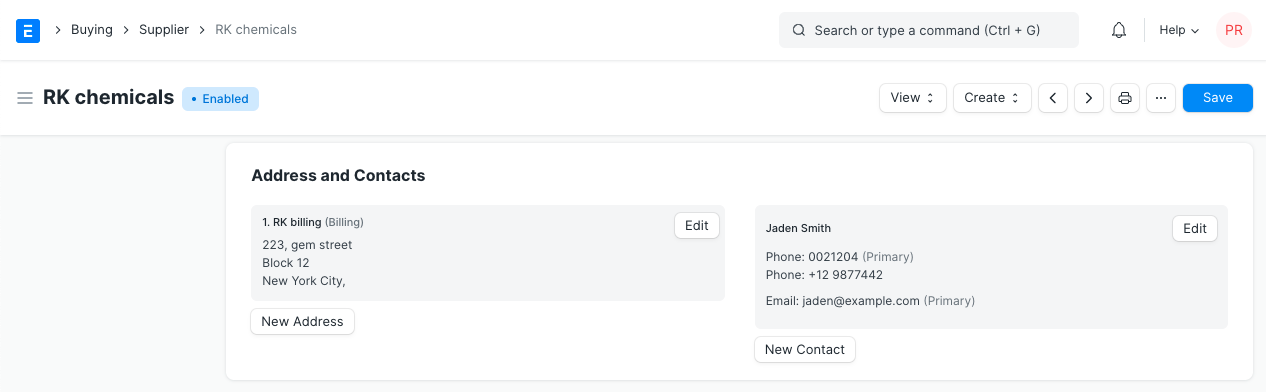 E > Buying > Supplier > RK chemicals Search or type a command (Ctrl + G) Help PR
RK chemicals • Enabled View Create < > ··· Save
Address and Contacts
1. RK billing (Billing) Edit
223, gem street
Block 12
New York City,
New Address
Jaden Smith Edit
Phone: 0021204 (Primary)
Phone: +12 9877442
Email: jaden@example.com (Primary)
New Contact